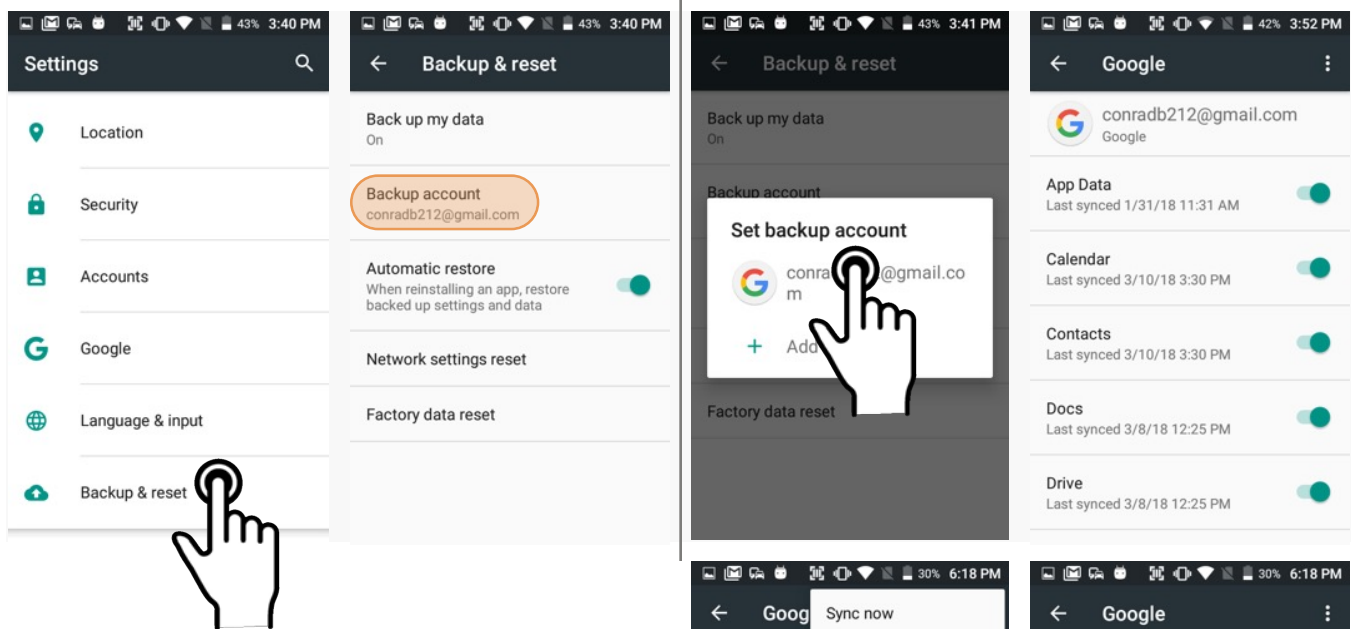 43% 3:40 PM
Settings
Location
Security
Accounts
Google
Language & input
Backup & reset
43% 3:40 PM
Backup & reset
Back up my data
On
Backup account
conradb212@gmail.com
Automatic restore
When reinstalling an app, restore
backed up settings and data
Network settings reset
Factory data reset
43% 3:41 PM
Backup & reset
Back up my data
On
Backup account
Set backup account
conra @gmail.co
m
Add
Factory data reset
42% 3:52 PM
Google
conradb212@gmail.com
Google
App Data
Last synced 1/31/18 11:31 AM
Calendar
Last synced 3/10/18 3:30 PM
Contacts
Last synced 3/10/18 3:30 PM
Docs
Last synced 3/8/18 12:25 PM
Drive
Last synced 3/8/18 12:25 PM
30% 6:18 PM
Goog
Sync now
30% 6:18 PM
Google